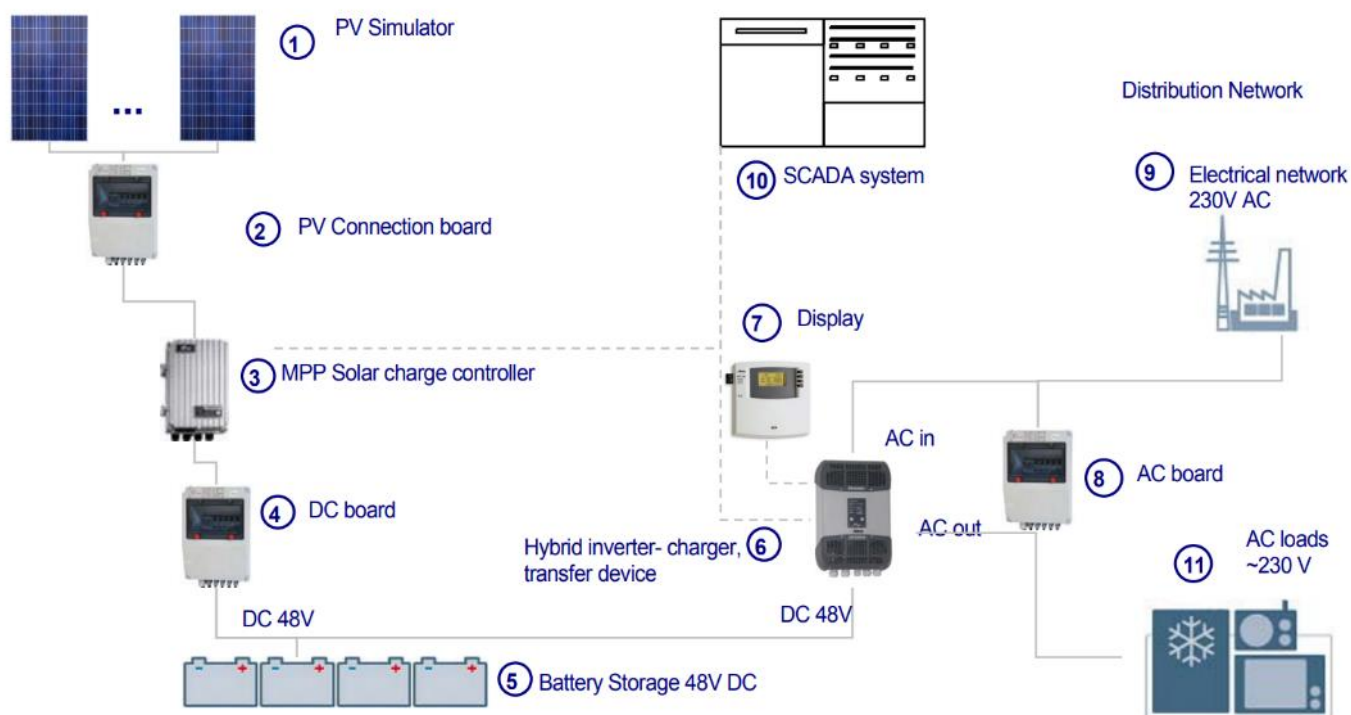 1 PV Simulator
...
2 PV Connection board
3 MPP Solar charge controller
4 DC board
DC 48V
5 Battery Storage 48V DC
10 SCADA system
7 Display
AC in
AC out
6
Hybrid inverter- charger,
transfer device
DC 48V
Distribution Network
9 Electrical network
230V AC
8 AC board
11
AC loads
~230 V